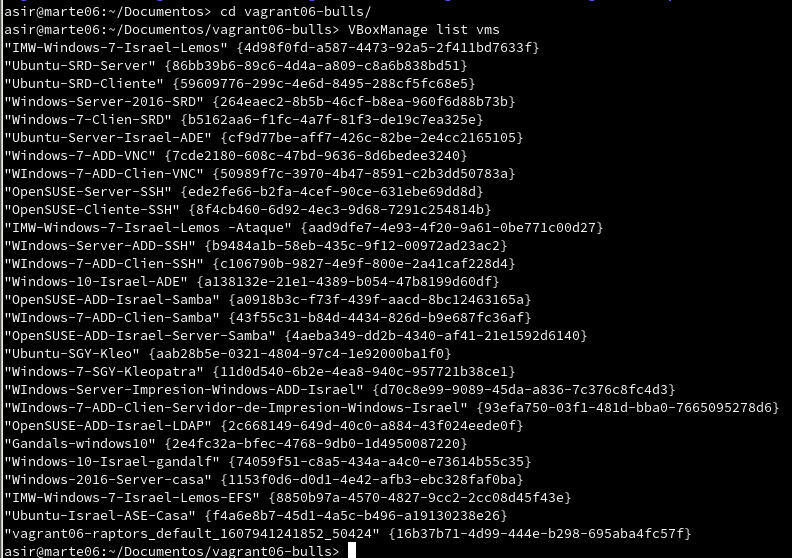 asir@marte06:~/Documentos> cd vagrant06-bulls/
asir@marte06:~/Documentos/vagrant06-bulls> VBoxManage list vms
"IMW-Windows-7-Israel-Lemos" {4d98f0fd-a587-4473-92a5-2f411bd7633f}
"Ubuntu-SRD-Server" {86bb39b6-89c6-4d4a-a809-c8a6b838bd51}
"Ubuntu-SRD-Cliente" {59609776-299c-4e6d-8495-288cf5fc68e5}
"Windows-Server-2016-SRD" {264eaec2-8b5b-46cf-b8ea-960f6d88b73b}
"Windows-7-Clien-SRD" {b5162aa6-f1fc-4a7f-81f3-de19c7ea325e}
"Ubuntu-Server-Israel-ADE" {cf9d77be-aff7-426c-82be-2e4cc2165105}
"Windows-7-ADD-VNC" {7cde2180-608c-47bd-9636-8d6bedee3240}
"WIndows-7-ADD-Clien-VNC" {50989f7c-3970-4b47-8591-c2b3dd50783a}
"OpenSUSE-Server-SSH" {ede2fe66-b2fa-4cef-90ce-631ebe69dd8d}
"OpenSUSE-Cliente-SSH" {8f4cb460-6d92-4ec3-9d68-7291c254814b}
"IMW-Windows-7-Israel-Lemos -Ataque" {aad9dfe7-4e93-4f20-9a61-0be771c00d27}
"WIndows-Server-ADD-SSH" {b9484a1b-58eb-435c-9f12-00972ad23ac2}
"WIndows-7-ADD-Clien-SSH" {c106790b-9827-4e9f-800e-2a41caf228d4}
"Windows-10-Israel-ADE" {a138132e-21e1-4389-b054-47b8199d60df}
"OpenSUSE-ADD-Israel-Samba" {a0918b3c-f73f-439f-aacd-8bc12463165a}
"WIndows-7-ADD-Clien-Samba" {43f55c31-b84d-4434-826d-b9e687fc36af}
"OpenSUSE-ADD-Israel-Server-Samba" {4aeba349-dd2b-4340-af41-21e1592d6140}
"Ubuntu-SGY-Kleo" {aab28b5e-0321-4804-97c4-1e92000ba1f0}
"Windows-7-SGY-Kleopatra" {11d0d540-6b2e-4ea8-940c-957721b38ce1}
"WIndows-Server-Impresion-Windows-ADD-Israel" {d70c8e99-9089-45da-a836-7c376c8fc4d3}
"WIndows-7-ADD-Clien-Servidor-de-Impresion-Windows-Israel" {93efa750-03f1-481d-bba0-7665095278d6}
"OpenSUSE-ADD-Israel-LDAP" {2c668149-649d-40c0-a884-43f024eede0f}
"Gandals-windows10" {2e4fc32a-bfec-4768-9db0-1d4950087220}
"Windows-10-Israel-gandalf" {74059f51-c8a5-434a-a4c0-e73614b55c35}
"Windows-2016-Server-casa" {1153f0d6-d0d1-4e42-afb3-ebc328faf0ba}
"IMW-Windows-7-Israel-Lemos-EFS" {8850b97a-4570-4827-9cc2-2cc08d45f43e}
"Ubuntu-Israel-ASE-Casa" {f4a6e8b7-45d1-4a5c-b496-a19130238e26}
"vagrant06-raptors_default_1607941241852_50424" {16b37b71-4d99-444e-b298-695aba4fc57f}
asir@marte06:~/Documentos/vagrant06-bulls>